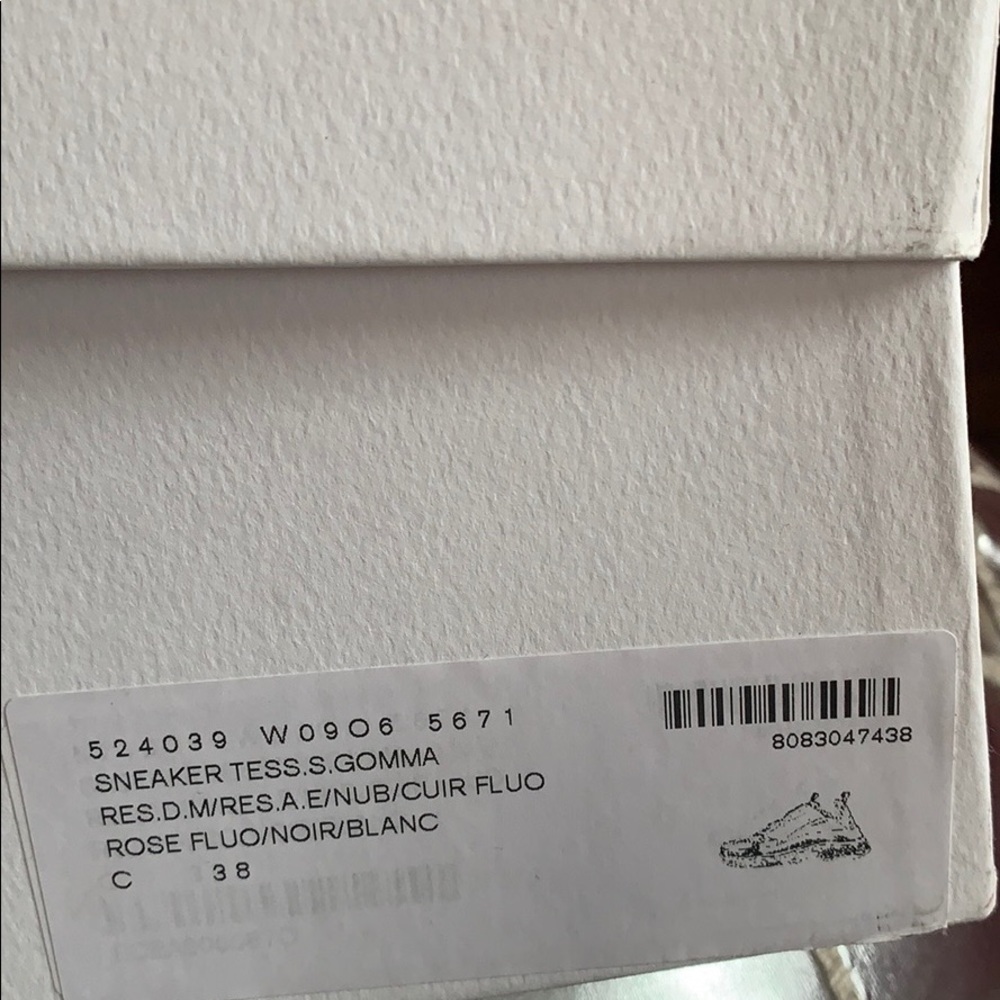 524039 W09O6 5671
8083047438
SNEAKER TESS.S.GOMMA
RES.D.M/RES.A.E/NUB/CUIR FLUO
ROSE FLUO/NOIR/BLANC
C 38